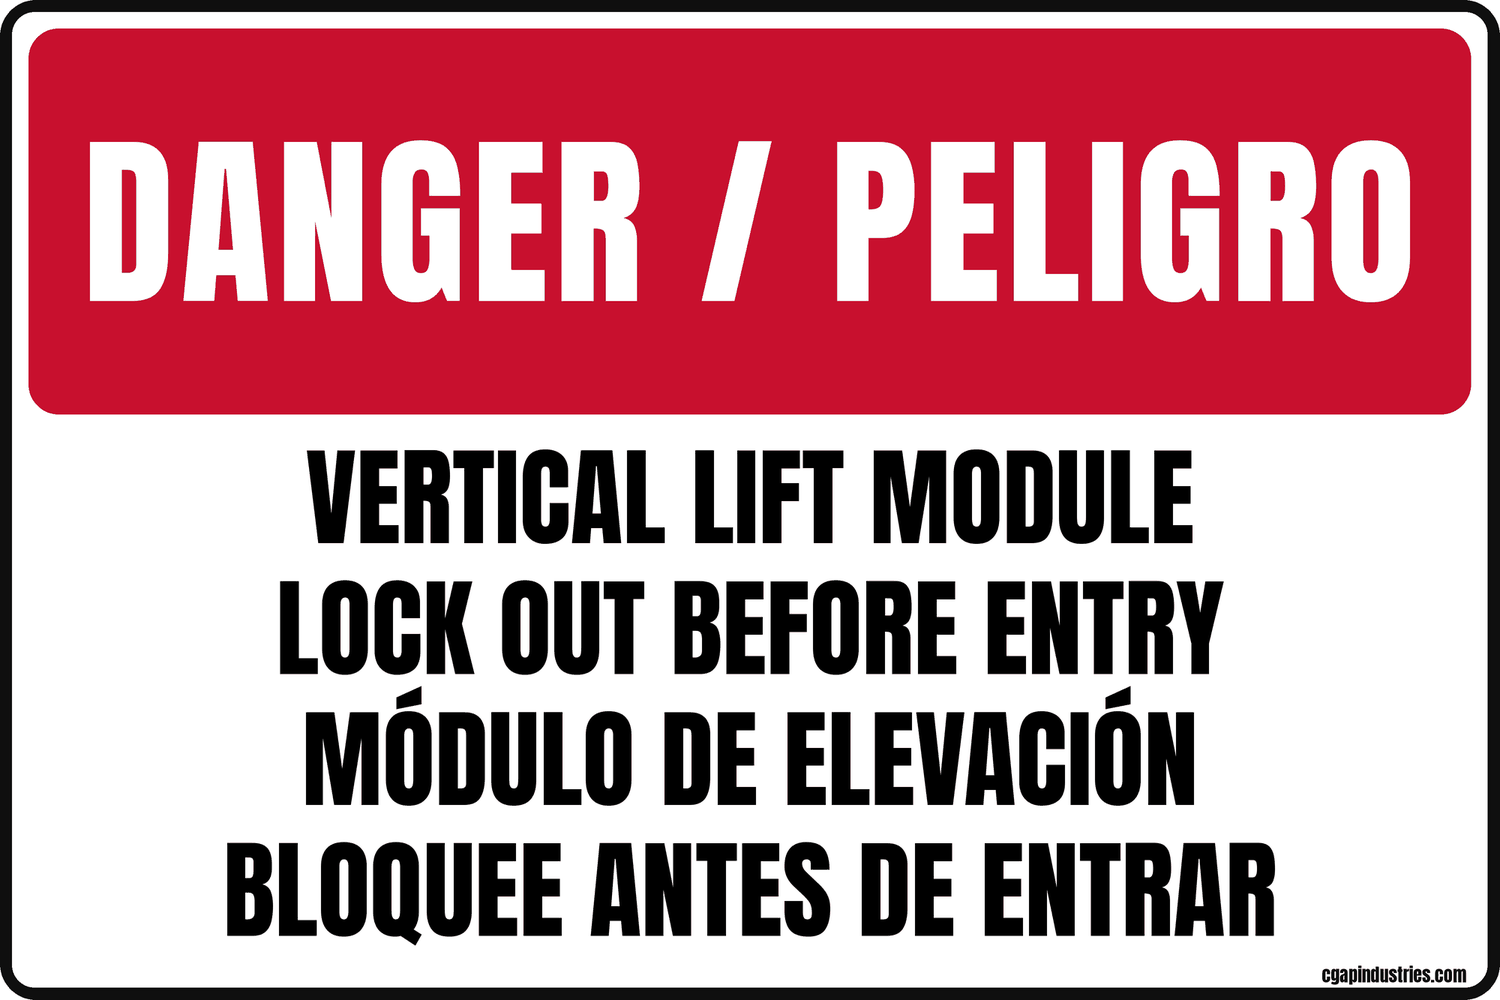 DANGER / PELIGRO
VERTICAL LIFT MODULE
LOCK OUT BEFORE ENTRY
MÓDULO DE ELEVACIÓN
BLOQUEE ANTES DE ENTRAR
cgapindustries.com